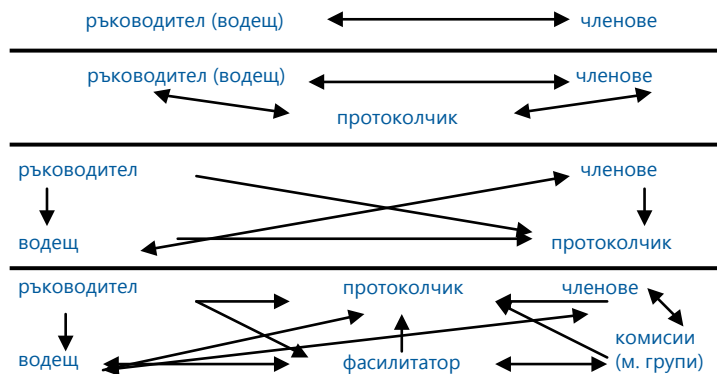 ръководител (водещ) членове
ръководител (водещ) членове
протоколчик
ръководител членове
водещ протоколчик
ръководител протоколчик членове
комисии
водещ фасилитатор (м. групи)